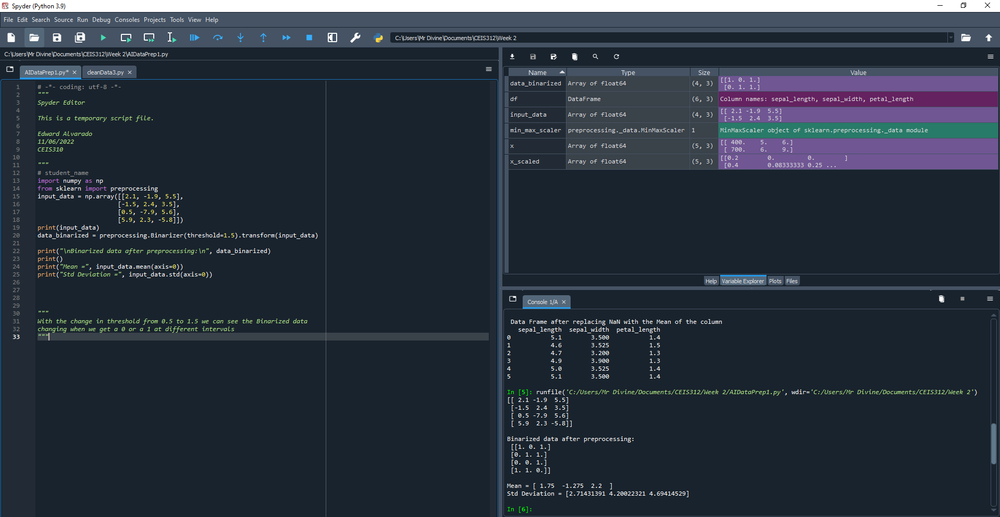 Spyder (Python 3.9)
File Edit Search Source Run Debug Consoles Projects Tools View Help
C:\Users\Mr Divine\Documents\CEIS312\Week 2
C:\Users\Mr Divine\Documents\CEIS312\Week 2\AIDataPrep1.py
AIDataPrep1.py* cleanData3.py
1 # -*- coding: utf-8 -*-
2 """
3 Spyder Editor
4
5 This is a temporary script file.
6
7 Edward Alvarado
8 11/06/2022
9 CEIS310
10
11 """
12 # student_name
13 import numpy as np
14 from sklearn import preprocessing
15 input_data = np.array([[2.1, -1.9, 5.5],
16 [-1.5, 2.4, 3.5],
17 [0.5, -7.9, 5.6],
18 [5.9, 2.3, -5.8]])
19 print(input_data)
20 data_binarized = preprocessing.Binarizer(threshold=1.5).transform(input_data)
21
22 print("\nBinarized data after preprocessing:\n", data_binarized)
23 print()
24 print("Mean =", input_data.mean(axis=0))
25 print("Std Deviation =", input_data.std(axis=0))
26
27
28
29
30 """
31 With the change in threshold from 0.5 to 1.5 we can see the Binarized data
32 changing when we get a 0 or a 1 at different intervals
33 """
Name Type Size Value
data_binarized Array of float64 (4, 3) [[1. 0. 1.]
[0. 1. 1.]
df DataFrame (6, 3) Column names: sepal_length, sepal_width, petal_length
input_data Array of float64 (4, 3) [[ 2.1 -1.9 5.5]
[-1.5 2.4 3.5]
min_max_scaler preprocessing._data.MinMaxScaler 1 MinMaxScaler object of sklearn.preprocessing._data module
x Array of float64 (5, 3) [[ 400. 5. 6.]
[ 700. 6. 9.]
x_scaled Array of float64 (5, 3) [[0.2 0. 0. ]
[0.4 0.08333333 0.25 ...
Help Variable Explorer Plots Files
Console 1/A
Data Frame after replacing NaN with the Mean of the column
sepal_length sepal_width petal_length
0 5.1 3.500 1.4
1 4.6 3.525 1.5
2 4.7 3.200 1.3
3 4.9 3.900 1.3
4 5.0 3.525 1.4
5 5.1 3.500 1.4
In [5]: runfile('C:/Users/Mr Divine/Documents/CEIS312/Week 2/AIDataPrep1.py', wdir='C:/Users/Mr Divine/Documents/CEIS312/Week 2')
[[ 2.1 -1.9 5.5]
[-1.5 2.4 3.5]
[ 0.5 -7.9 5.6]
[ 5.9 2.3 -5.8]]
Binarized data after preprocessing:
[[1. 0. 1.]
[0. 1. 1.]
[0. 0. 1.]
[1. 1. 0.]]
Mean = [ 1.75 -1.275 2.2 ]
Std Deviation = [2.71431391 4.20022321 4.69414529]
In [6]: